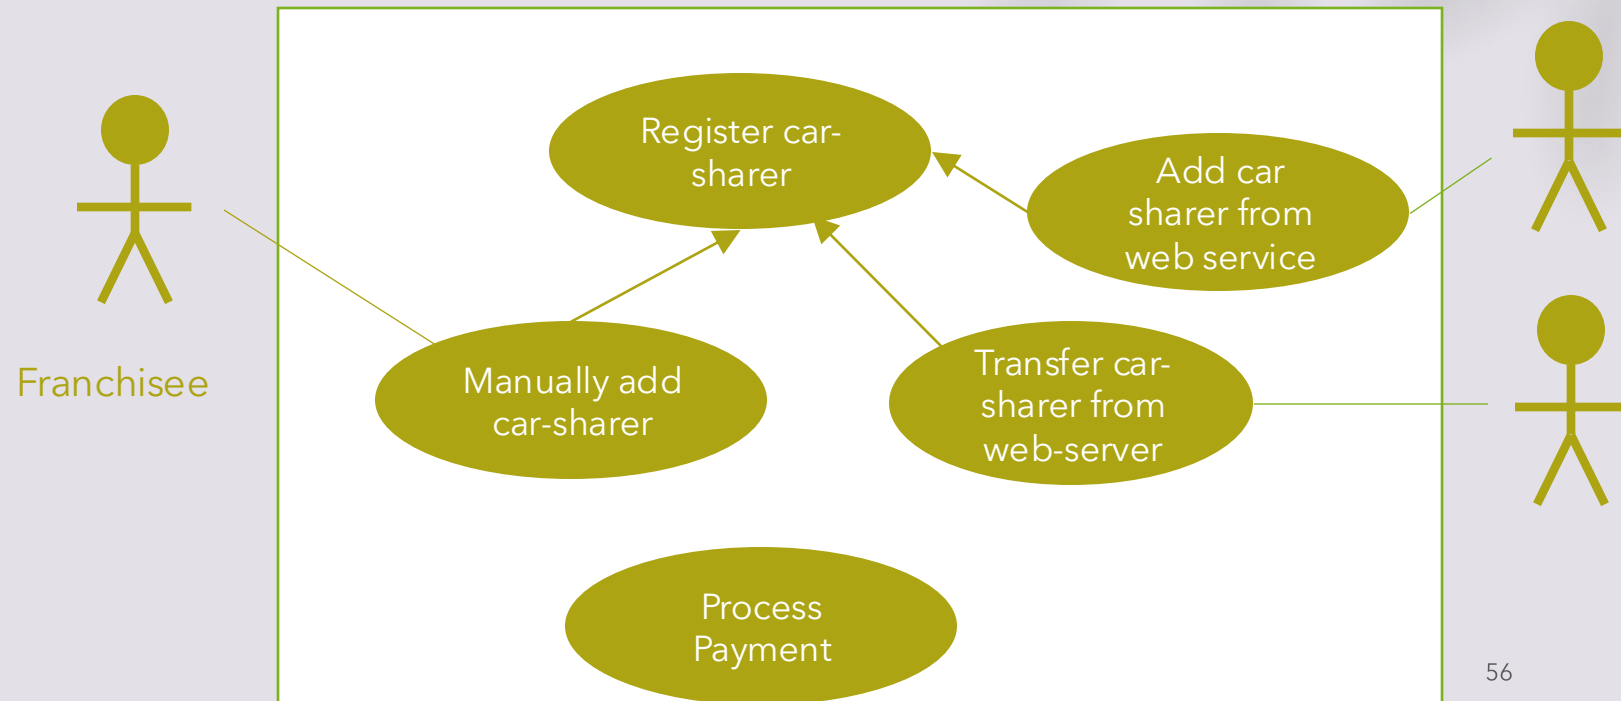 Register car-
sharer
Add car
sharer from
web service
Franchisee
Manually add
car-sharer
Transfer car-
sharer from
web-server
Process
Payment
56